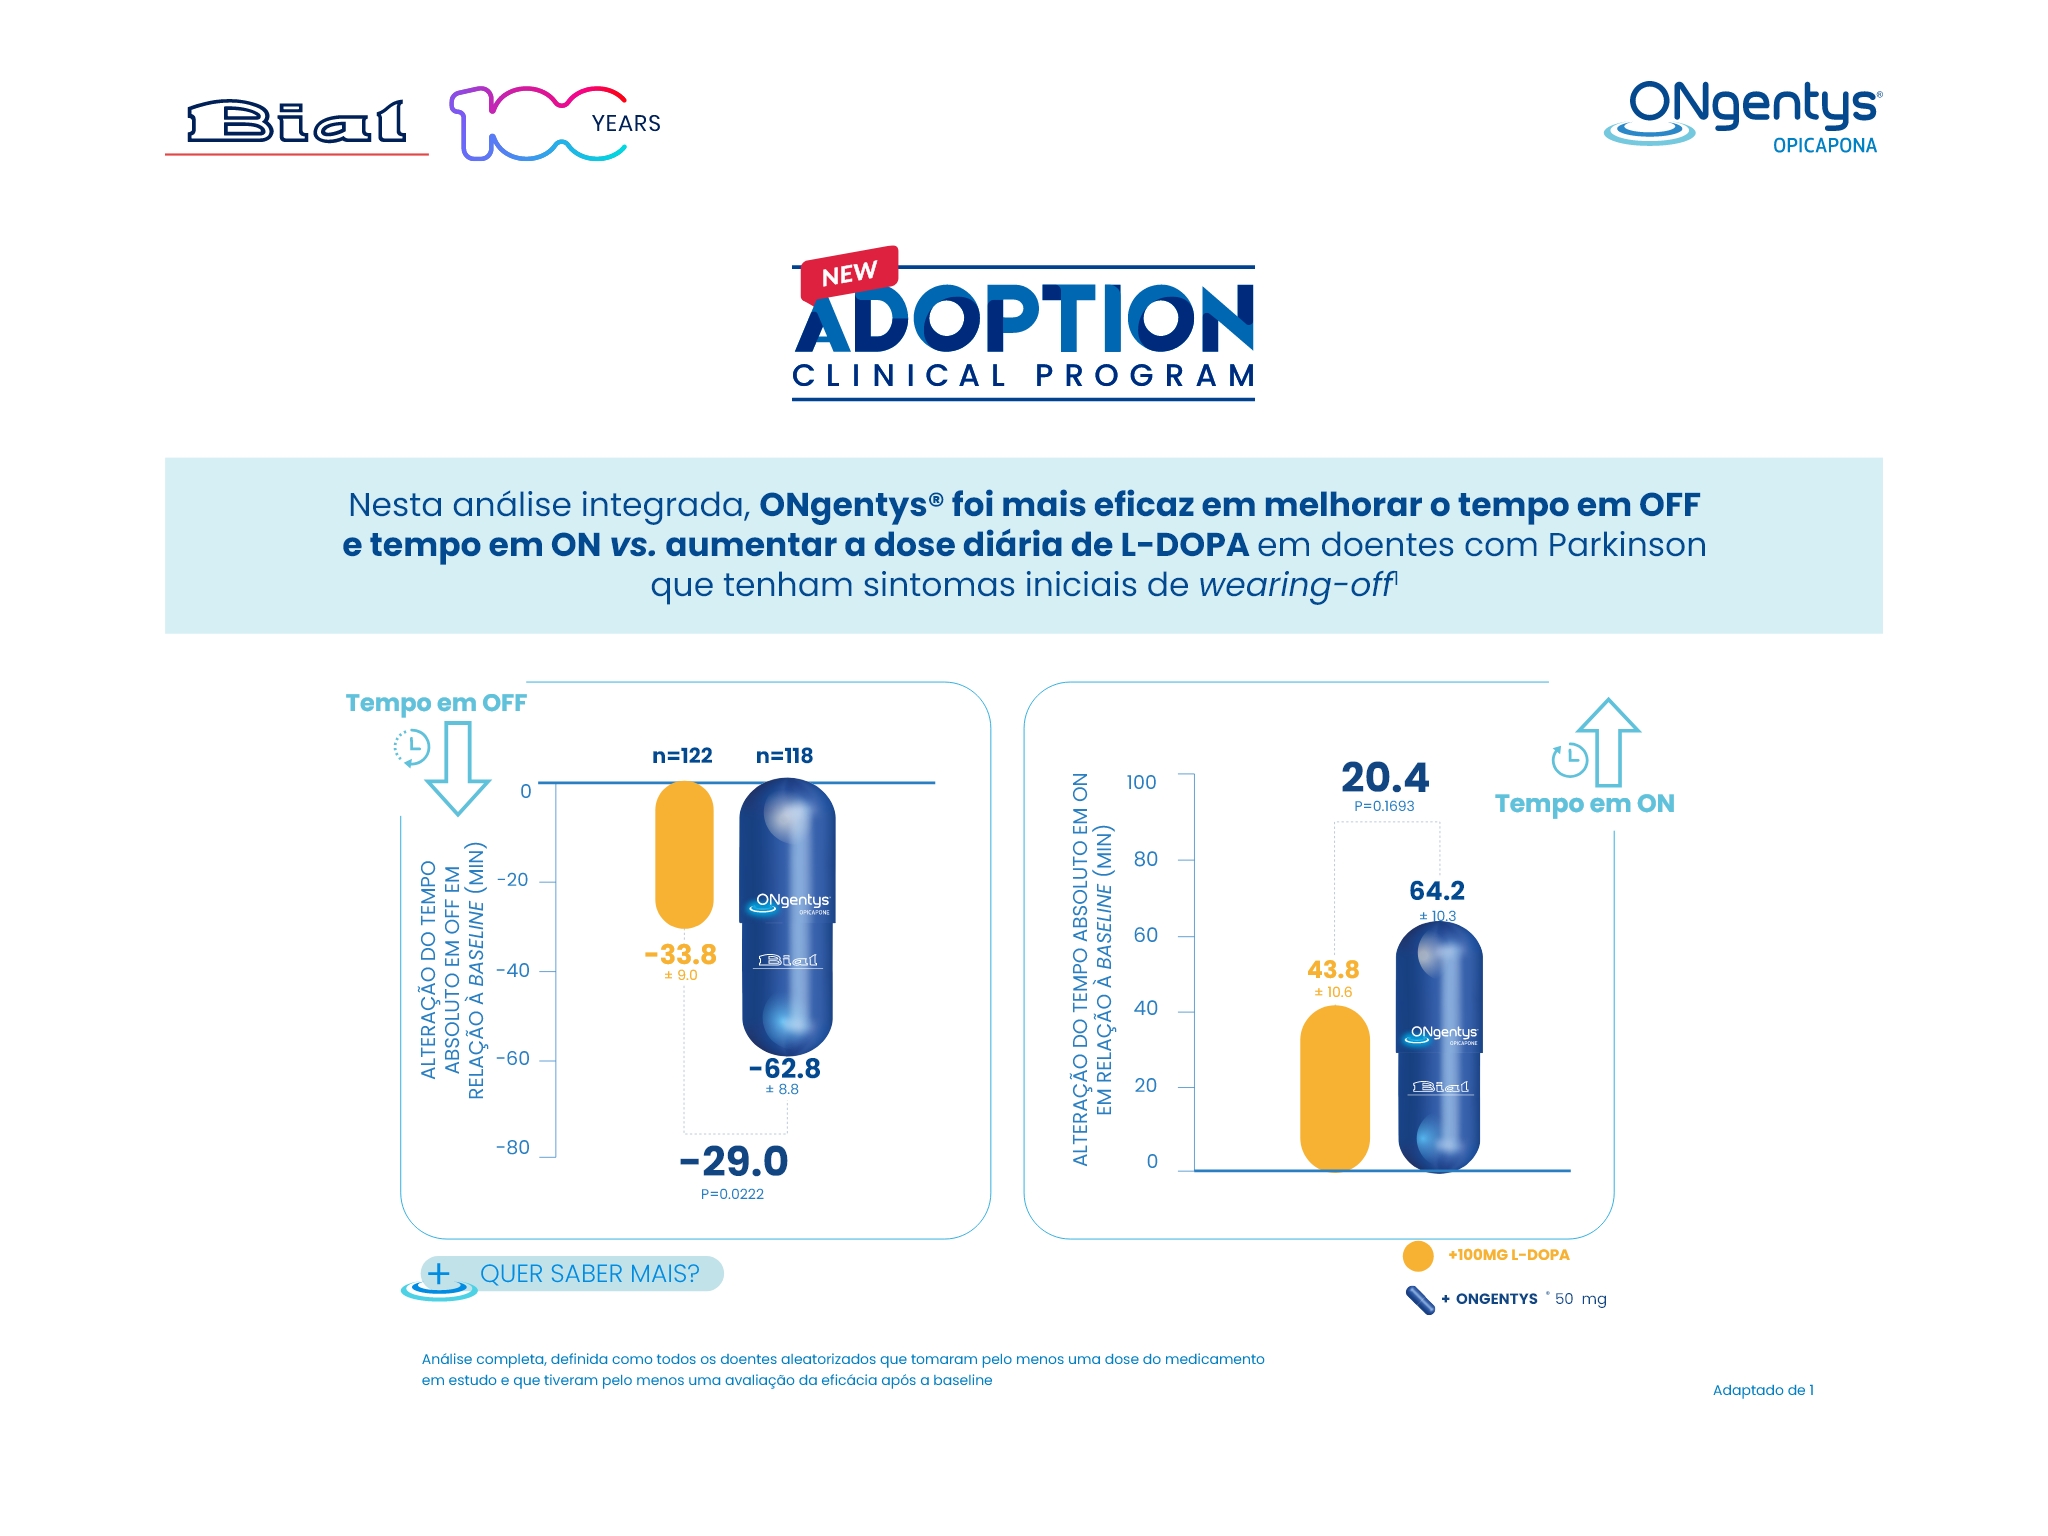 Bial
100 YEARS
ONgentys®
OPICAPONA
NEW
ADOPTION
CLINICAL PROGRAM
Nesta análise integrada, ONgentys® foi mais eficaz em melhorar o tempo em OFF
e tempo em ON vs. aumentar a dose diária de L-DOPA em doentes com Parkinson
que tenham sintomas iniciais de wearing-off¹
Tempo em OFF
n=122 n=118
ALTERAÇÃO DO TEMPO
ABSOLUTO EM OFF EM
RELAÇÃO À BASELINE (MIN)
0
-20
-40
-60
-80
ONgentys
OPICAPONE
Bial
-33.8
± 9.0
-62.8
± 8.8
-29.0
P=0.0222
Tempo em ON
ALTERAÇÃO DO TEMPO ABSOLUTO EM ON
EM RELAÇÃO À BASELINE (MIN)
100
80
60
40
20
0
20.4
P=0.1693
64.2
± 10.3
43.8
± 10.6
ONgentys
OPICAPONE
Bial
+ QUER SABER MAIS?
+100MG L-DOPA
+ ONGENTYS ® 50 mg
Análise completa, definida como todos os doentes aleatorizados que tomaram pelo menos uma dose do medicamento
em estudo e que tiveram pelo menos uma avaliação da eficácia após a baseline
Adaptado de 1